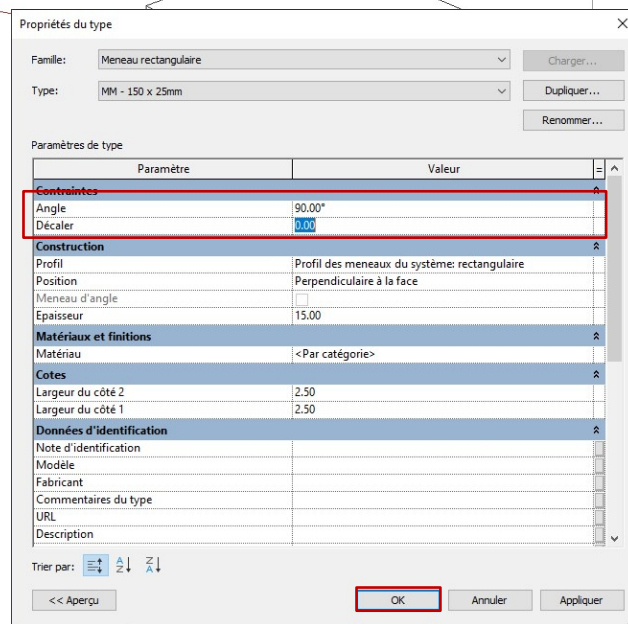 Propriétés du type
Famille: Meneau rectangulaire Charger...
Type: MM - 150 x 25mm Dupliquer...
Renommer...
Paramètres de type
Paramètre Valeur =
Contraintes
Angle 90.00°
Décaler 0.00
Construction
Profil Profil des meneaux du système: rectangulaire
Position Perpendiculaire à la face
Meneau d'angle
Epaisseur 15.00
Matériaux et finitions
Matériau <Par catégorie>
Cotes
Largeur du côté 2 2.50
Largeur du côté 1 2.50
Données d'identification
Note d'identification
Modèle
Fabricant
Commentaires du type
URL
Description
Trier par:
<< Aperçu OK Annuler Appliquer